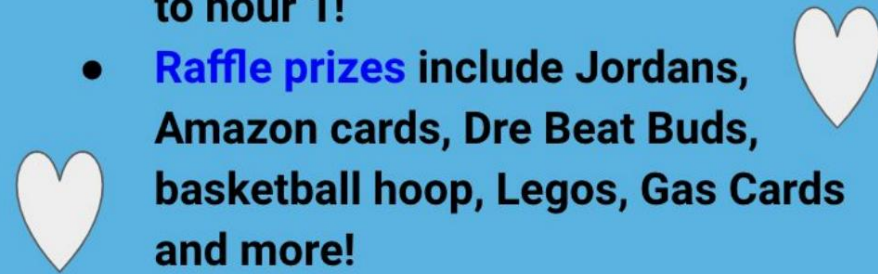 to hour 1!
● Raffle prizes include Jordans,
Amazon cards, Dre Beat Buds,
basketball hoop, Legos, Gas Cards
and more!